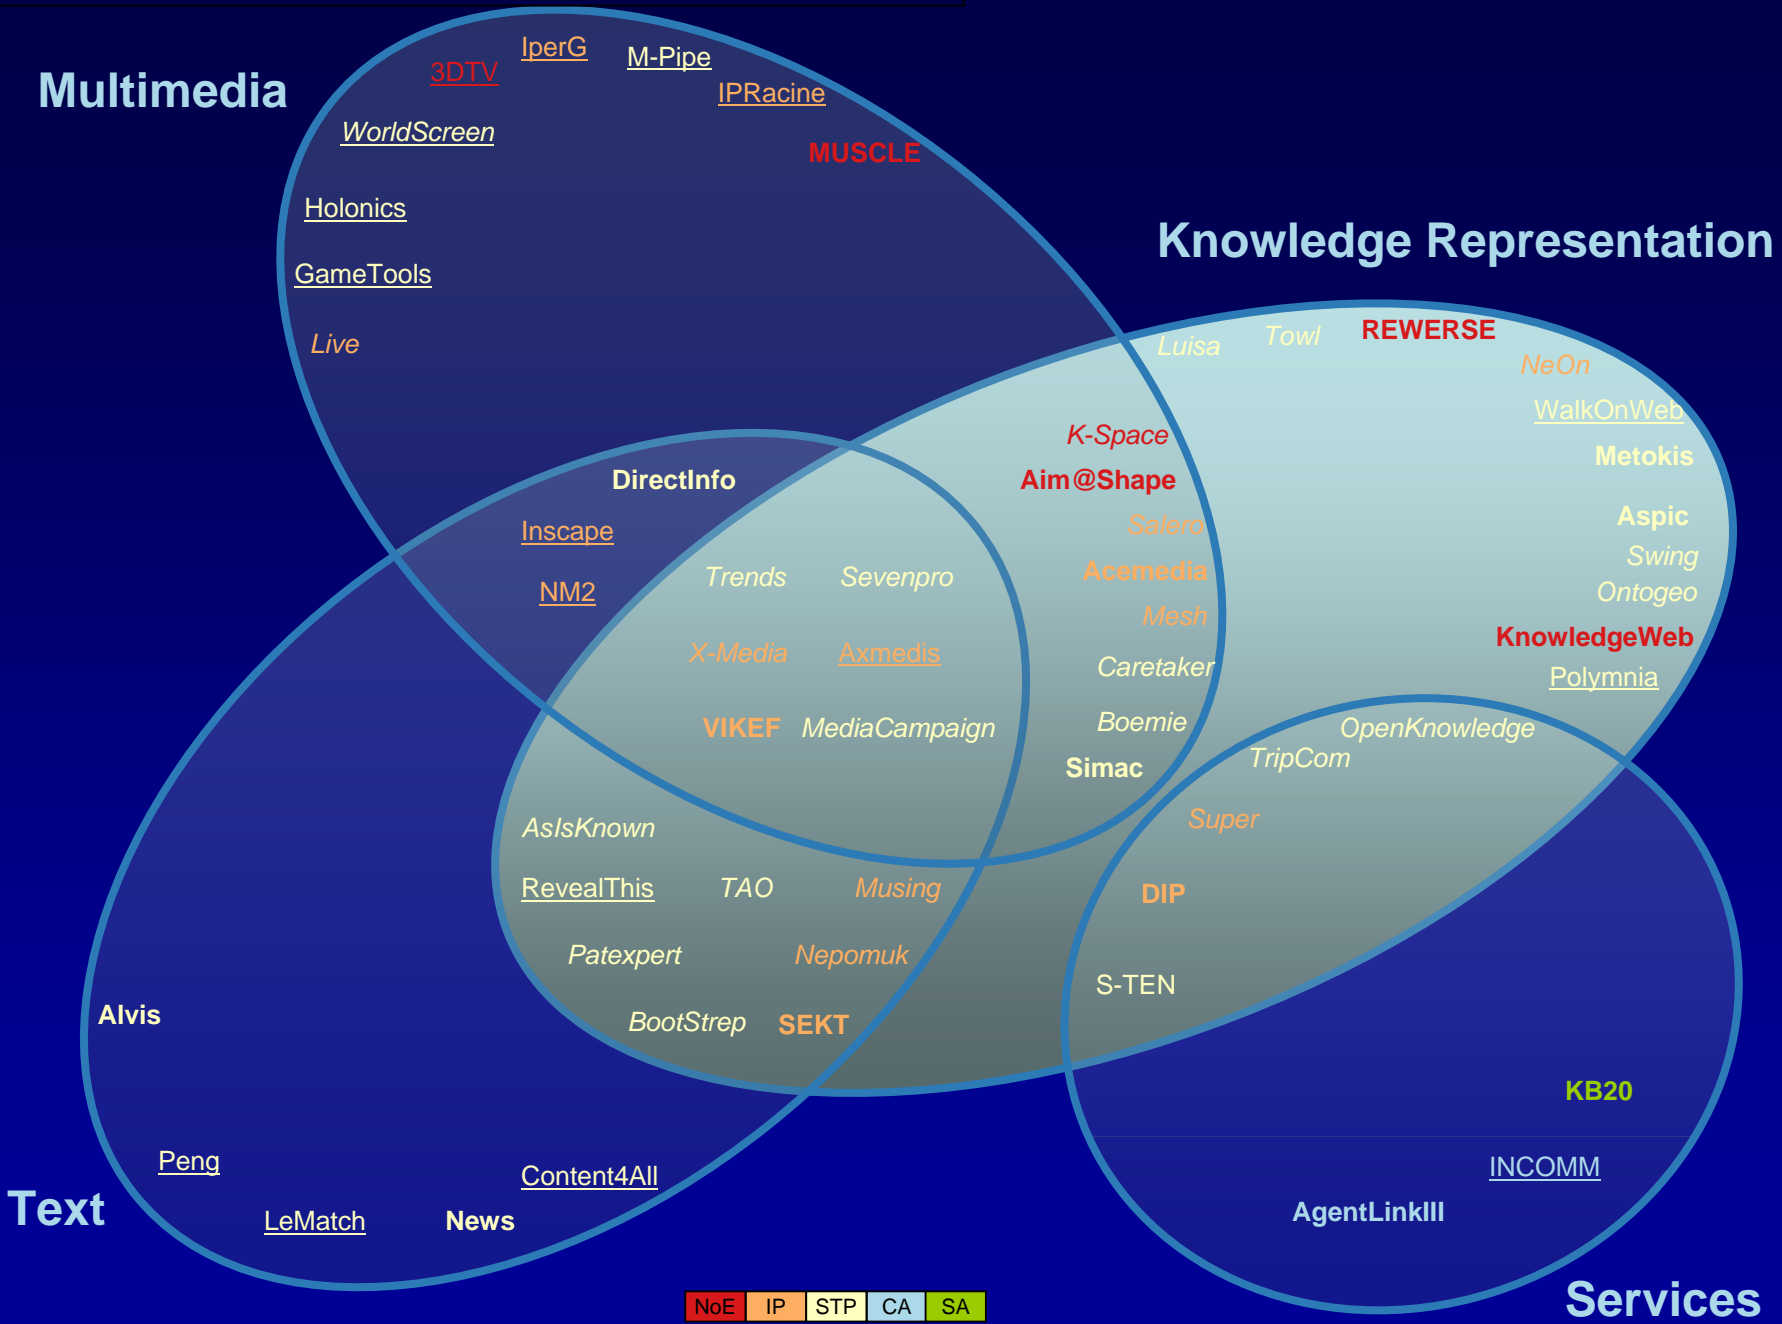 IperG
M-Pipe
3DTV
Multimedia
IPRacine
WorldScreen
MUSCLE
Holonics
Knowledge Representation
GameTools
Live
Luisa
Towl
REWERSE
NeOn
WalkOnWeb
K-Space
Metokis
DirectInfo
Aim@Shape
Aspic
Inscape
Salero
Swing
Trends
Sevenpro
Acemedia
NM2
Ontogeo
Mesh
KnowledgeWeb
X-Media
Axmedis
Caretaker
Polymnia
VIKEF
MediaCampaign
Boemie
OpenKnowledge
Simac
TripCom
AsIsKnown
Super
RevealThis
TAO
Musing
DIP
Patexpert
Nepomuk
S-TEN
Alvis
BootStrep
SEKT
KB20
Peng
Content4All
INCOMM
Text
LeMatch
News
AgentLinkIII
Services
NoE IP STP CA SA